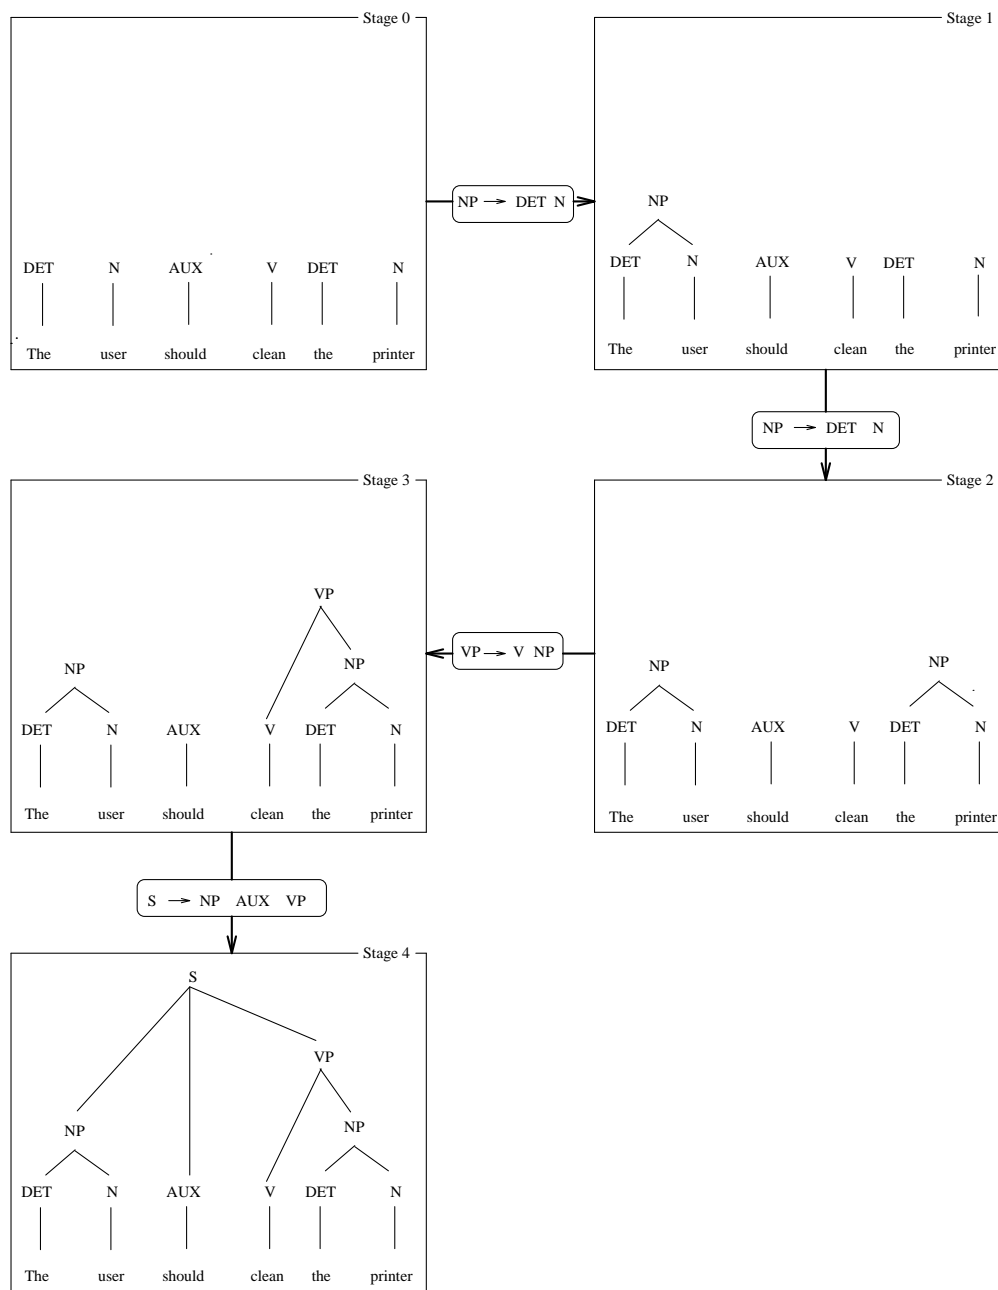 Stage 0
DET N AUX V DET N
The user should clean the printer
NP → DET N
Stage 1
NP
DET N AUX V DET N
The user should clean the printer
NP → DET N
Stage 2
NP NP
DET N AUX V DET N
The user should clean the printer
VP → V NP
Stage 3
VP
NP NP
DET N AUX V DET N
The user should clean the printer
S → NP AUX VP
Stage 4
S
VP
NP NP
DET N AUX V DET N
The user should clean the printer